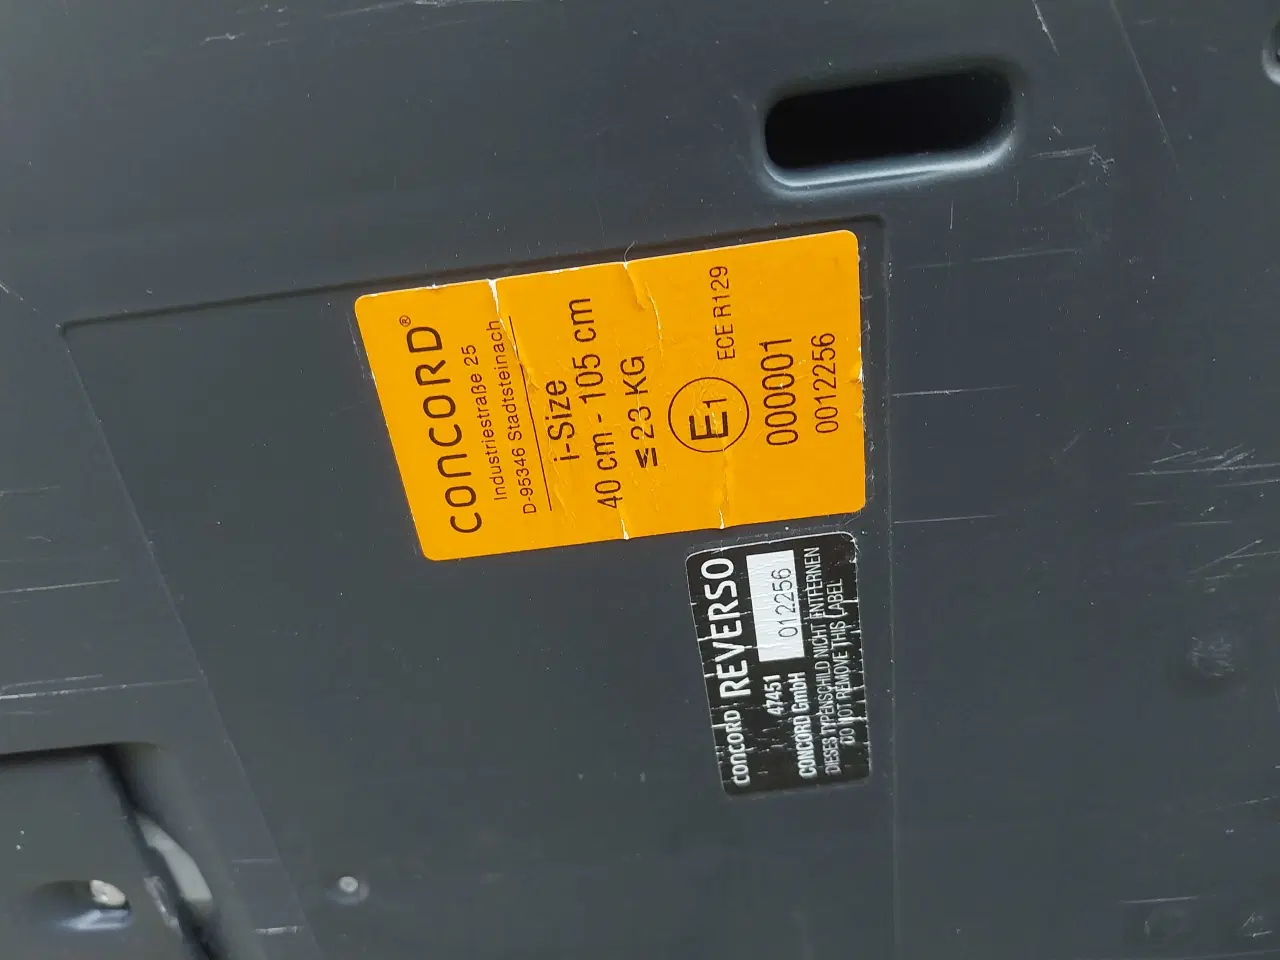 CONCORD®
Industriestraße 25
D-95346 Stadtsteinach
i-Size
40 cm - 105 cm
≤ 23 KG
E1 ECE R129
000001
0012256
CONCORD REVERSO
47451 012256
CONCORD GmbH
DIESES TYPENSCHILD NICHT ENTFERNEN
DO NOT REMOVE THIS LABEL